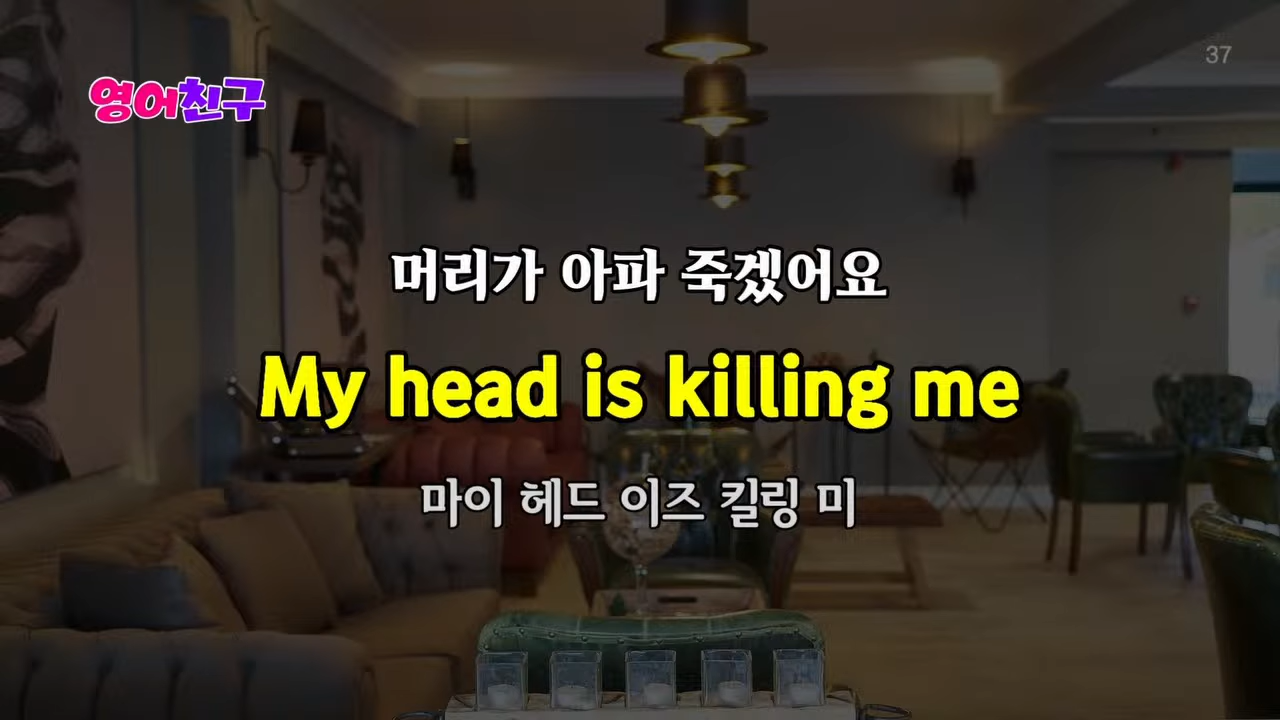 영어친구
37
머리가 아파 죽겠어요
My head is killing me
마이 헤드 이즈 킬링 미